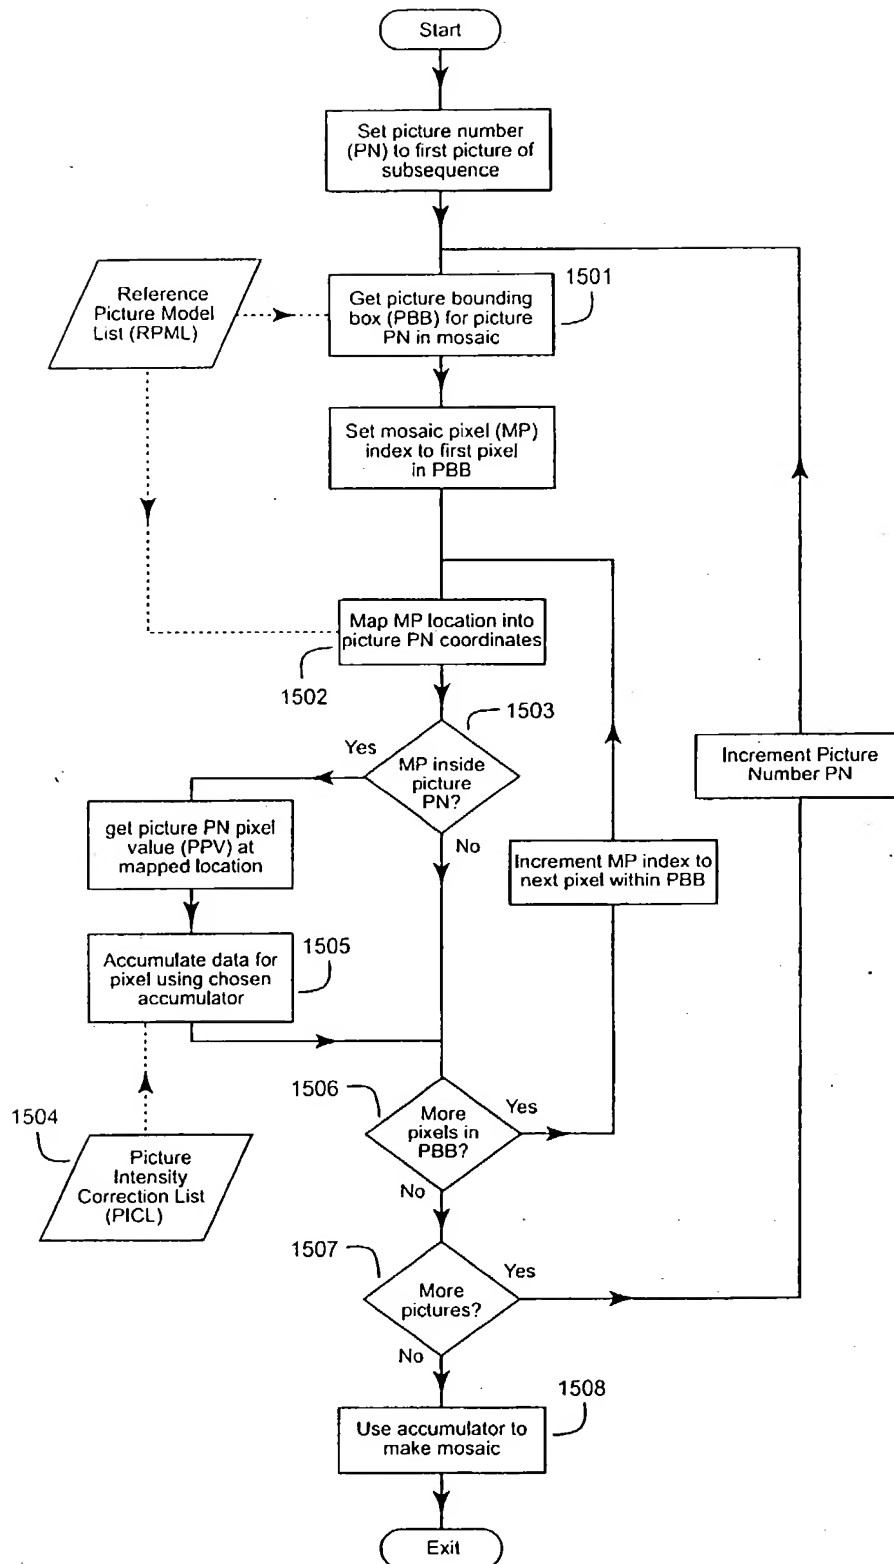 Start
Set picture number
(PN) to first picture of
subsequence
Reference
Picture Model
List (RPML)
Get picture bounding
box (PBB) for picture
PN in mosaic
1501
Set mosaic pixel (MP)
index to first pixel
in PBB
Map MP location into
picture PN coordinates
1502
1503
Yes
MP inside
picture
PN?
No
Increment Picture
Number PN
get picture PN pixel
value (PPV) at
mapped location
Increment MP index to
next pixel within PBB
Accumulate data for
pixel using chosen
accumulator
1505
1506
More
pixels in
PBB?
Yes
No
1504
Picture
Intensity
Correction List
(PICL)
1507
More
pictures?
Yes
No
1508
Use accumulator to
make mosaic
Exit